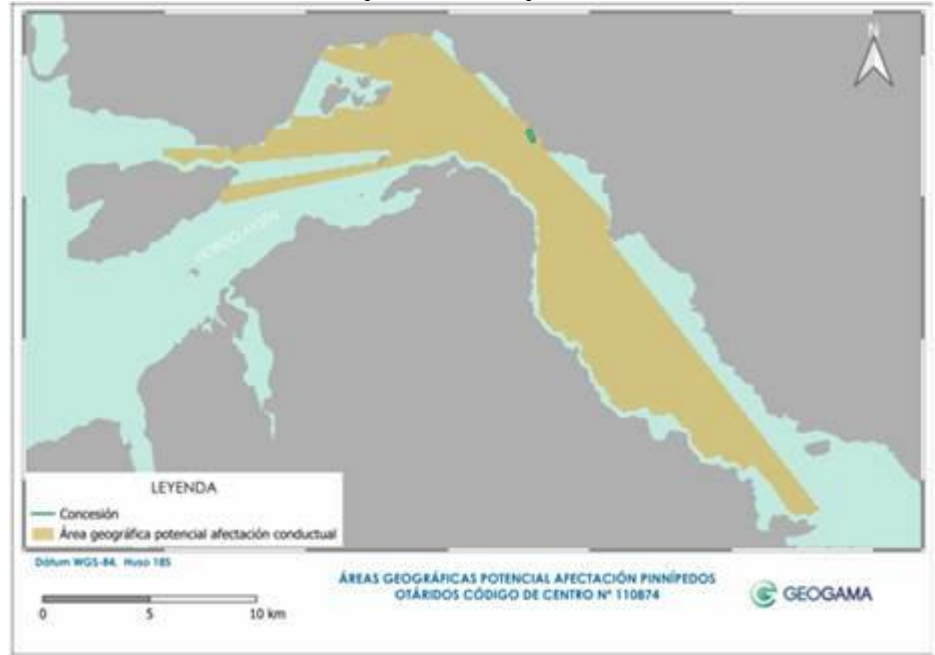 N
LEYENDA
Concesión
Área geográfica potencial afectación conductual
Dátum WGS-84, Huso 18S
0 5 10 km
ÁREAS GEOGRÁFICAS POTENCIAL AFECTACIÓN PINNÍPEDOS
OTÁRIDOS CÓDIGO DE CENTRO Nº 110874
GEOGAMA